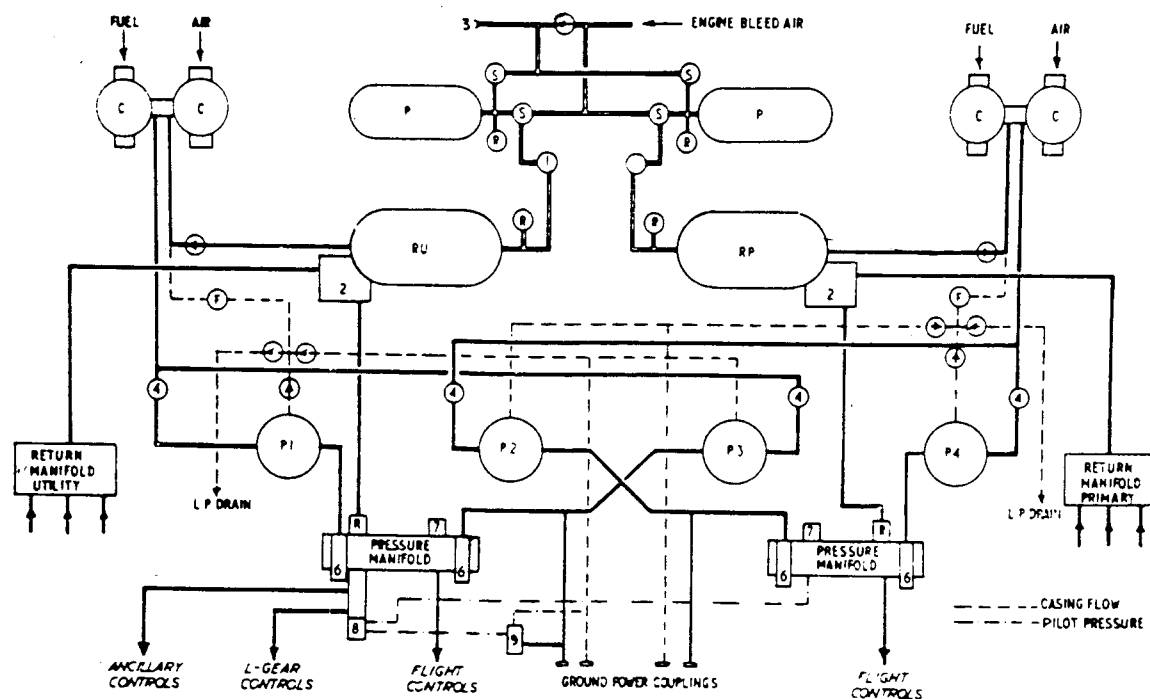 FUEL AIR
3 ENGINE BLEED AIR
FUEL AIR
C C
S S
C C
P S S P
R R
1
R R
RU RP
2 2
F F
4 4 4 4
P1 P2 P3 P4
RETURN
MANIFOLD
UTILITY
RETURN
MANIFOLD
PRIMARY
L P DRAIN
L P DRAIN
R 7
PRESSURE
MANIFOLD
6 6
7 R
PRESSURE
MANIFOLD
6 6
8 9
CASING FLOW
PILOT PRESSURE
ANCILLARY
CONTROLS
L-GEAR
CONTROLS
FLIGHT
CONTROLS
GROUND POWER COUPLINGS
FLIGHT
CONTROLS